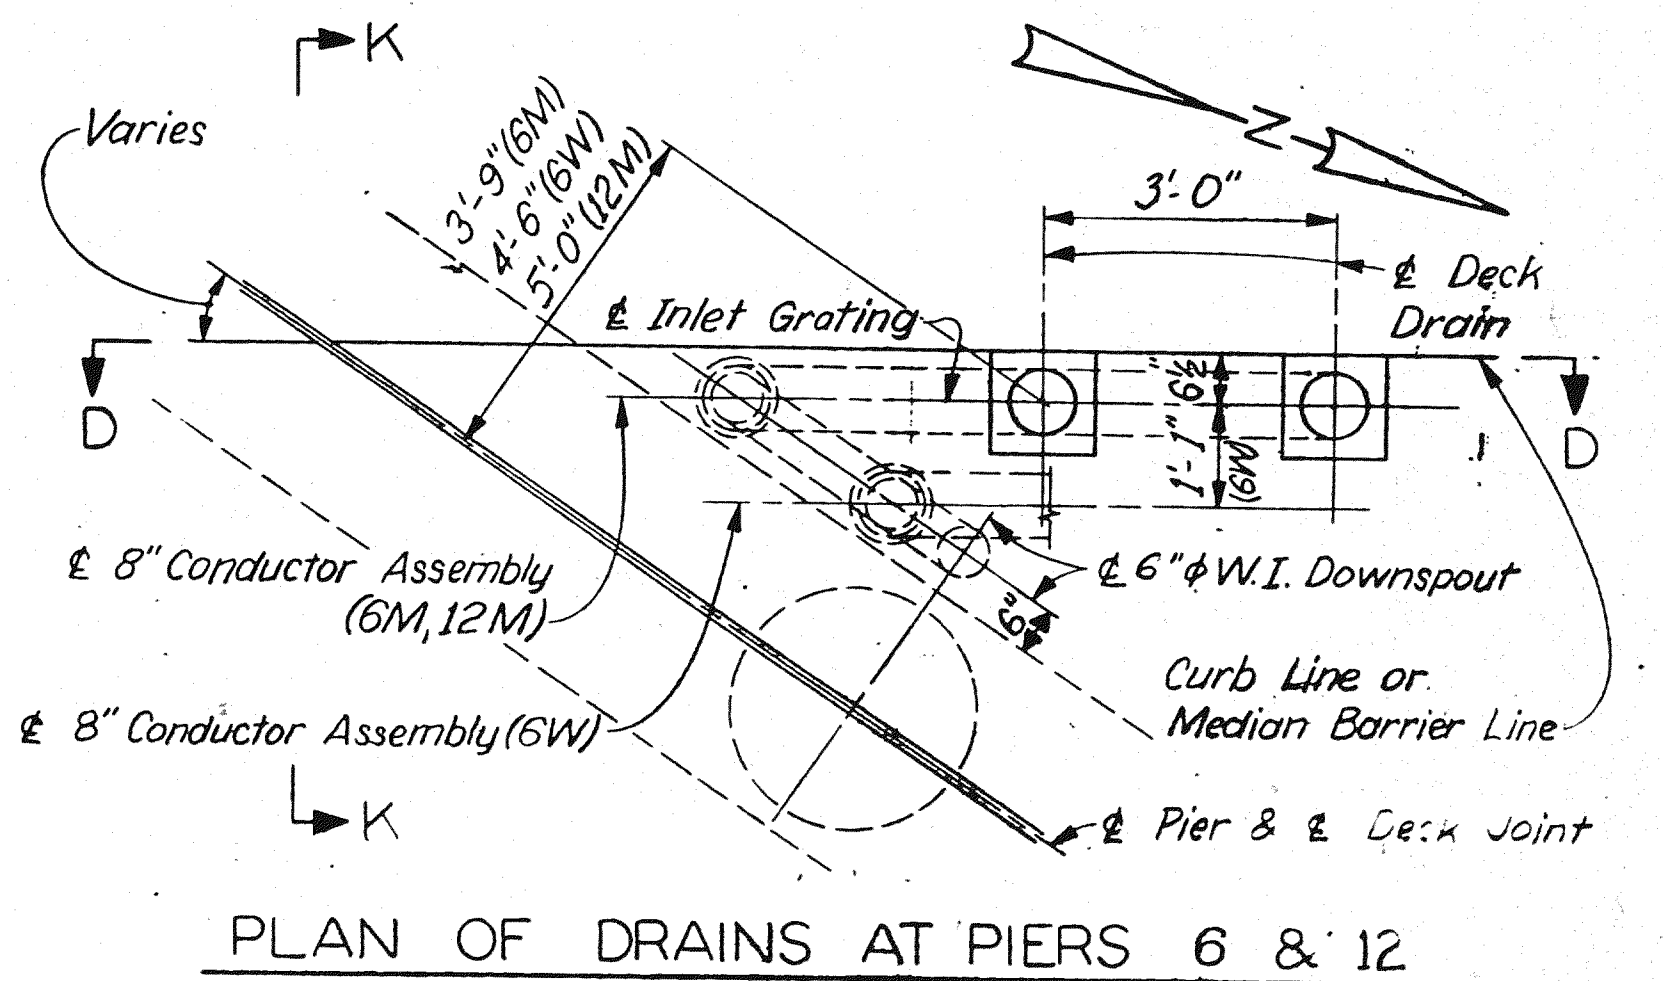 K
Varies
3'-9" (6M)
4'-6" (6W)
5'-0" (12M)
N
3'-0"
℄ Deck
Drain
℄ Inlet Grating
6½"
1'-1"
(6W)
D
D
℄ 8" Conductor Assembly
(6M, 12M)
℄ 6" ϕ W.I. Downspout
6"
Curb Line or
Median Barrier Line
℄ 8" Conductor Assembly (6W)
K
℄ Pier & ℄ Deck Joint
PLAN OF DRAINS AT PIERS 6 & 12